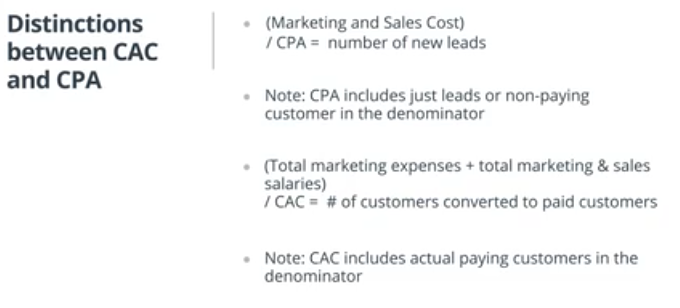 Distinctions
between CAC
and CPA
• (Marketing and Sales Cost)
/ CPA = number of new leads
• Note: CPA includes just leads or non-paying
customer in the denominator
• (Total marketing expenses + total marketing & sales
salaries)
/ CAC = # of customers converted to paid customers
• Note: CAC includes actual paying customers in the
denominator